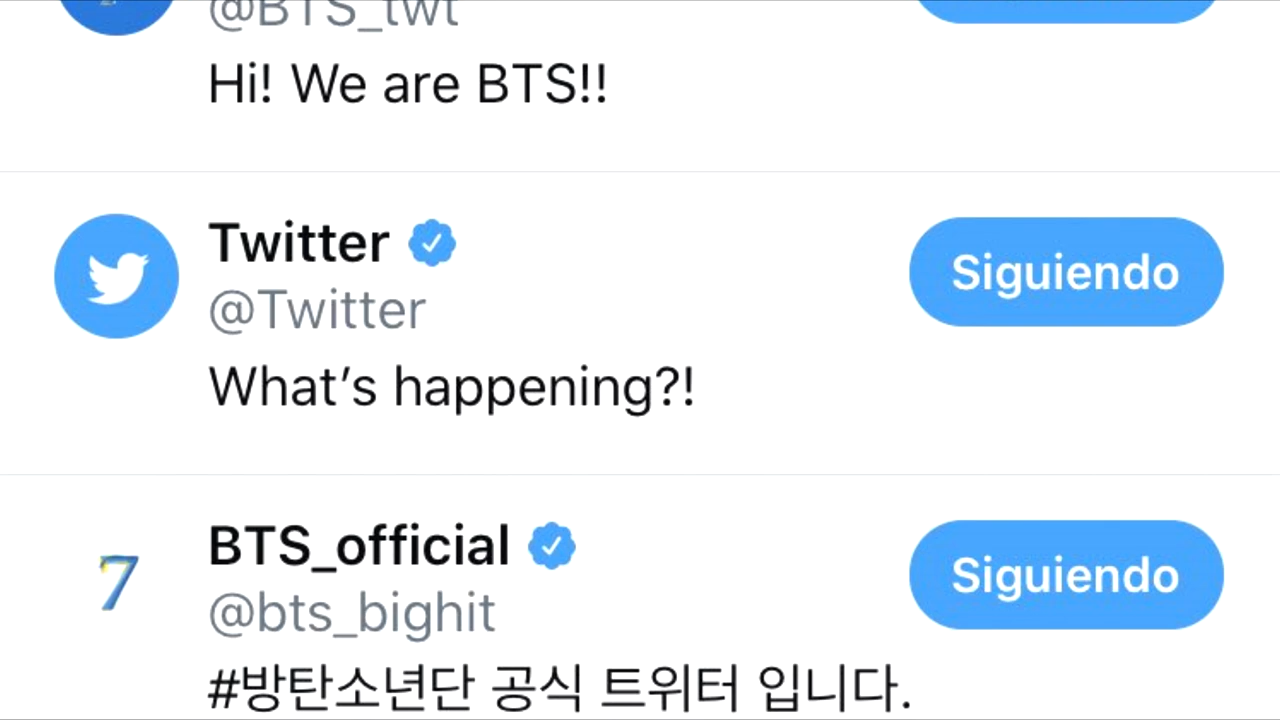 @BTS_twt
Hi! We are BTS!!
Twitter
@Twitter
Siguiendo
What’s happening?!
7
BTS_official
@bts_bighit
Siguiendo
#방탄소년단 공식 트위터 입니다.